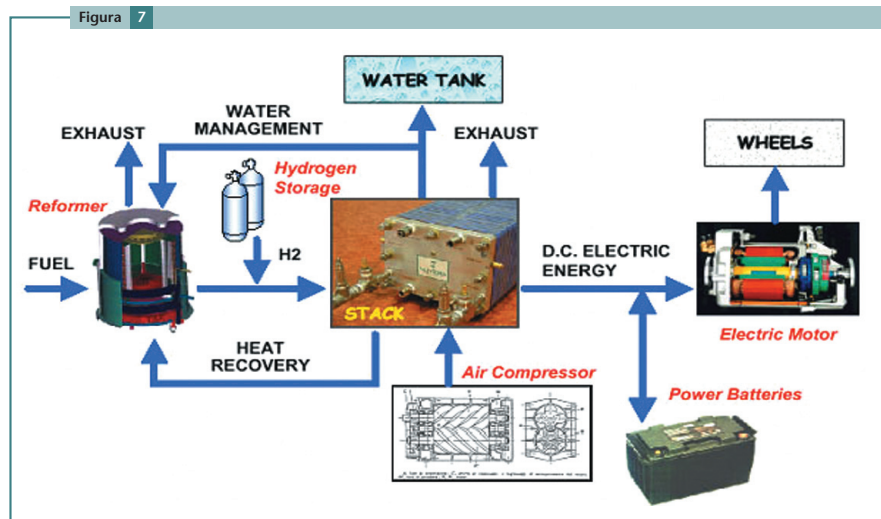 Figura 7
WATER TANK
WATER
MANAGEMENT
EXHAUST
EXHAUST
WHEELS
Hydrogen
Storage
Reformer
FUEL
H2
D.C. ELECTRIC
ENERGY
STACK
Electric Motor
HEAT
RECOVERY
Air Compressor
Power Batteries